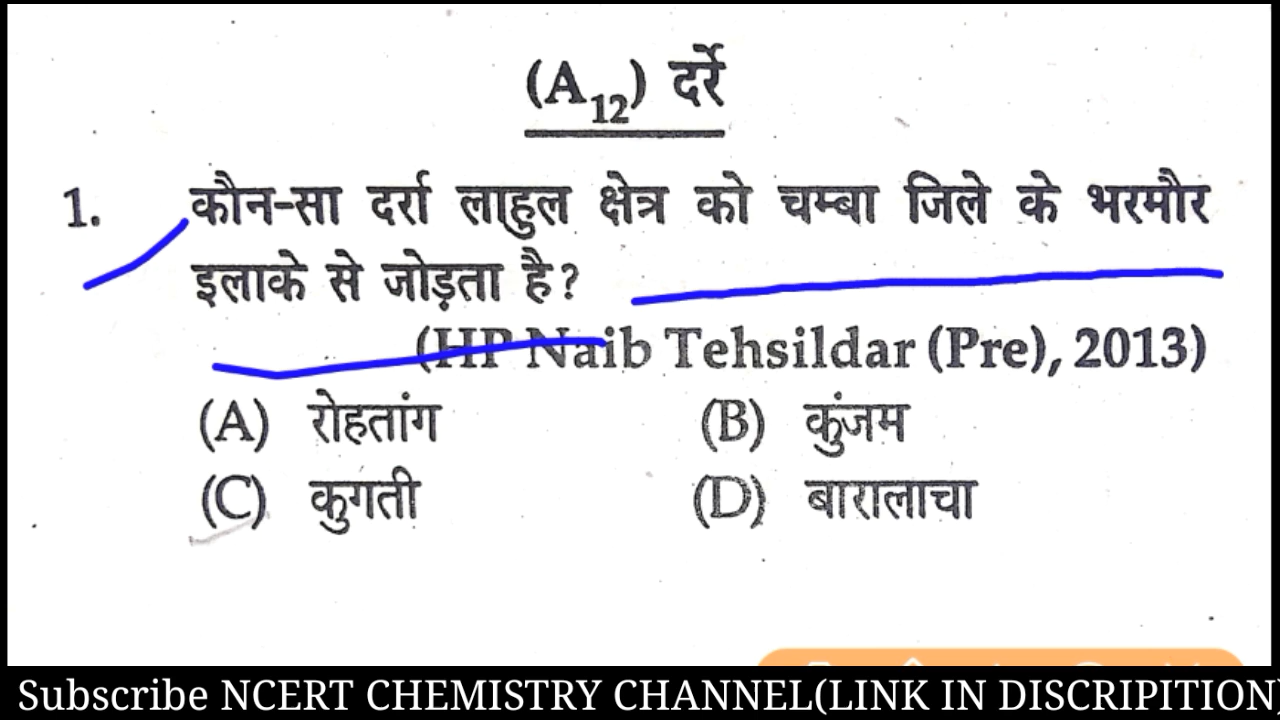 (A12) दर्रे
1. कौन-सा दर्रा लाहुल क्षेत्र को चम्बा जिले के भरमौर
इलाके से जोड़ता है?
(HP Naib Tehsildar (Pre), 2013)
(A) रोहतांग (B) कुंजम
(C) कुगती (D) बारालाचा
Subscribe NCERT CHEMISTRY CHANNEL(LINK IN DISCRIPITION)